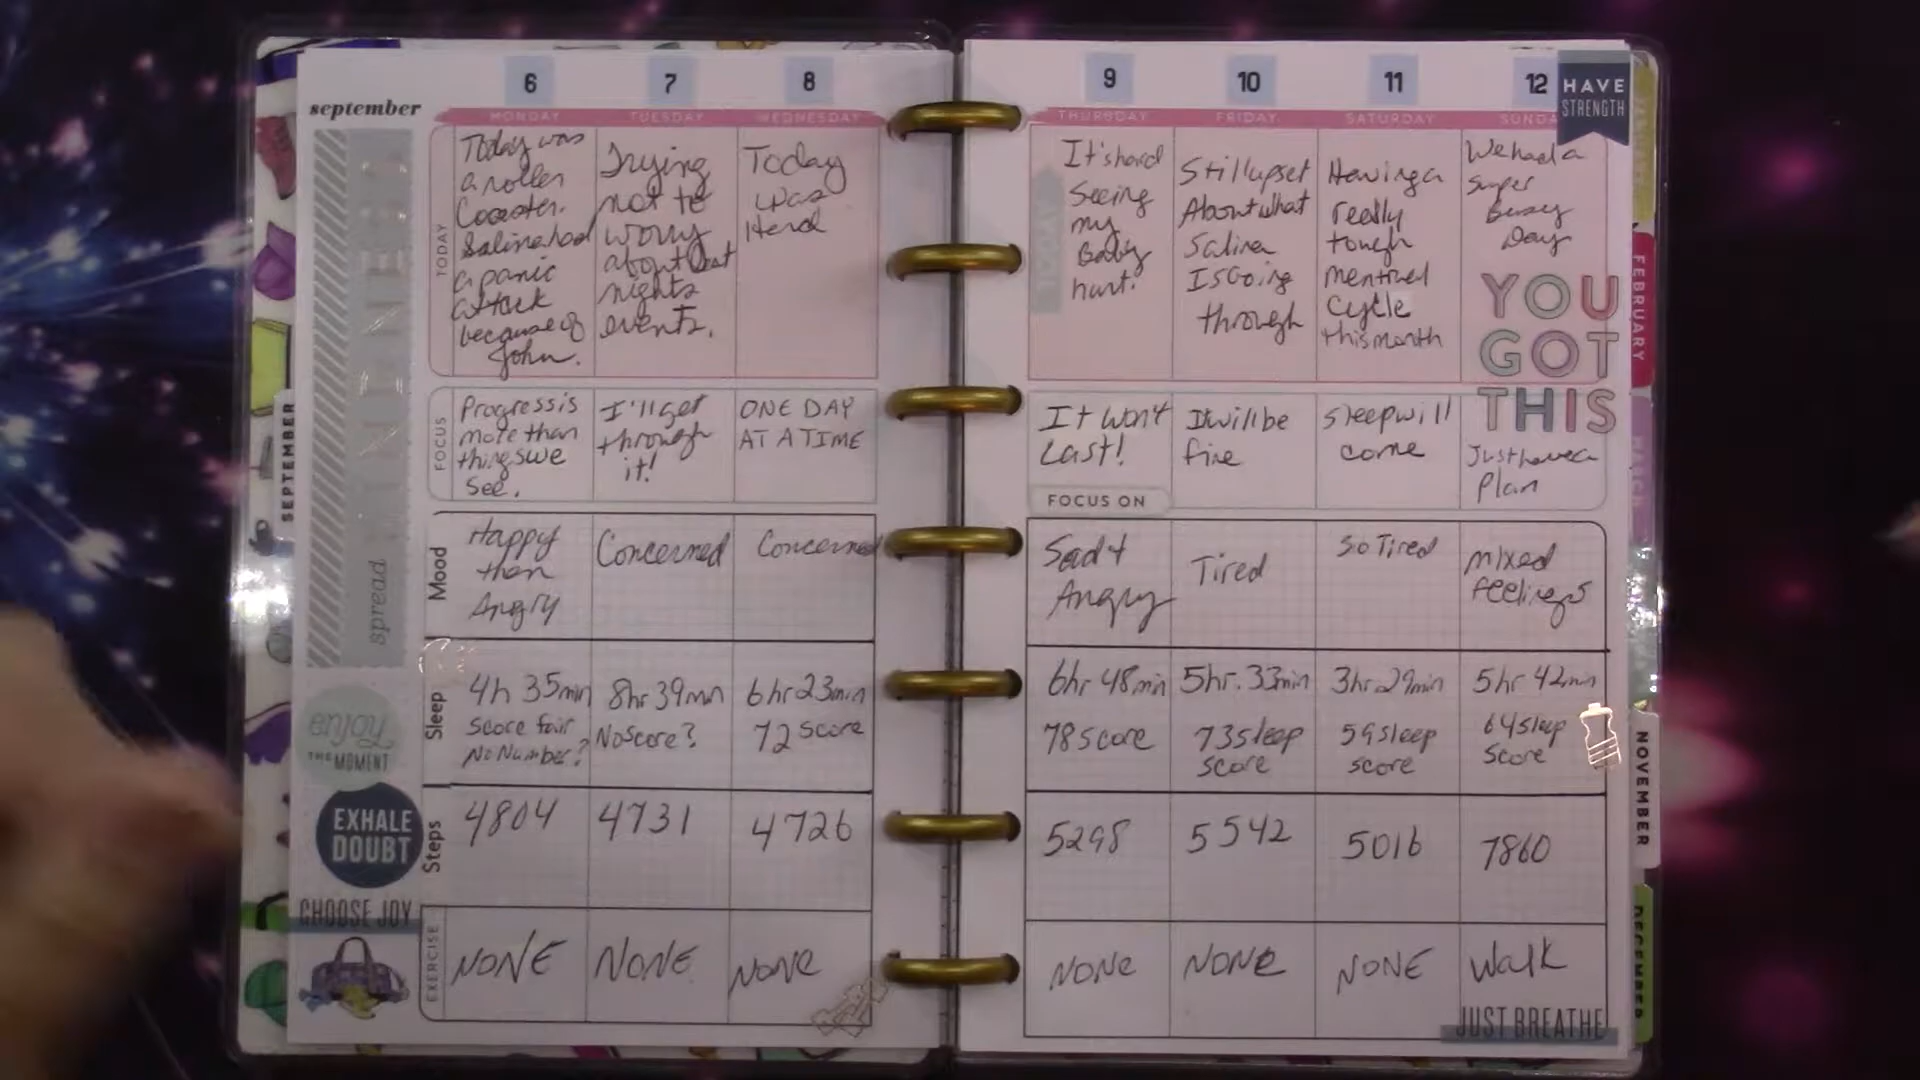 september
6
7
8
MONDAY
TUESDAY
WEDNESDAY
TODAY
Today was
a roller
Coaster.
Salina had
a panic
attack
because of
John.
Trying
not to
worry
about last
nights
events.
Today
was
Hard
FOCUS
Progress is
more than
things we
see.
I'll get
through
it!
ONE DAY
AT A TIME
Mood
Happy
then
Angry
Concerned
Concerned
Sleep
4h 35min
Score fair
No Number?
8hr 39min
No Score?
6hr 23min
72 score
Steps
4804
4731
4726
EXERCISE
NONE
NONE
NONE
spread
enjoy
THE MOMENT
EXHALE
DOUBT
CHOOSE JOY
SEPTEMBER
9
10
11
12
THURSDAY
FRIDAY
SATURDAY
SUNDA
HAVE
STRENGTH
It's hard
Seeing
my
Baby
hurt.
Still upset
About what
Salina
Is Going
through
Having a
really
tough
mentrual
Cycle
this month
We had a
Super
Busy
Day
YOU
GOT
THIS
It won't
Last!
It will be
fine
Sleep will
come
Just have a
Plan
FOCUS ON
Sad +
Angry
Tired
So Tired
mixed
feelings
6hr 48min
78 score
5hr. 33min
73 sleep
score
3hr. 29min
59 sleep
score
5hr 42min
64 sleep
score
5298
5542
5016
7860
NONE
NONE
NONE
Walk
JUST BREATHE
FEBRUARY
MARCH
NOVEMBER
DECEMBER